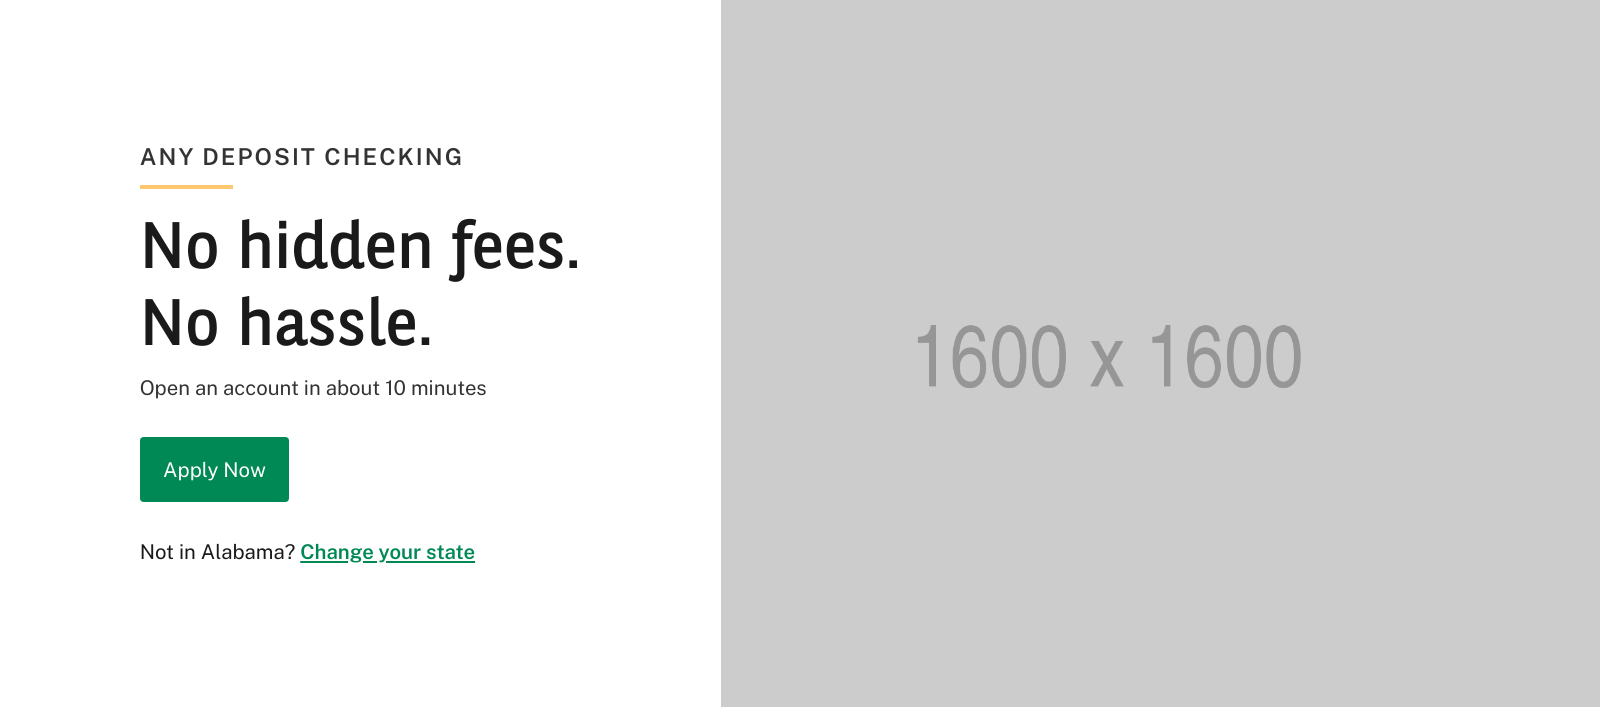 ANY DEPOSIT CHECKING
No hidden fees.
No hassle.
Open an account in about 10 minutes
Apply Now
Not in Alabama? Change your state
1600 x 1600